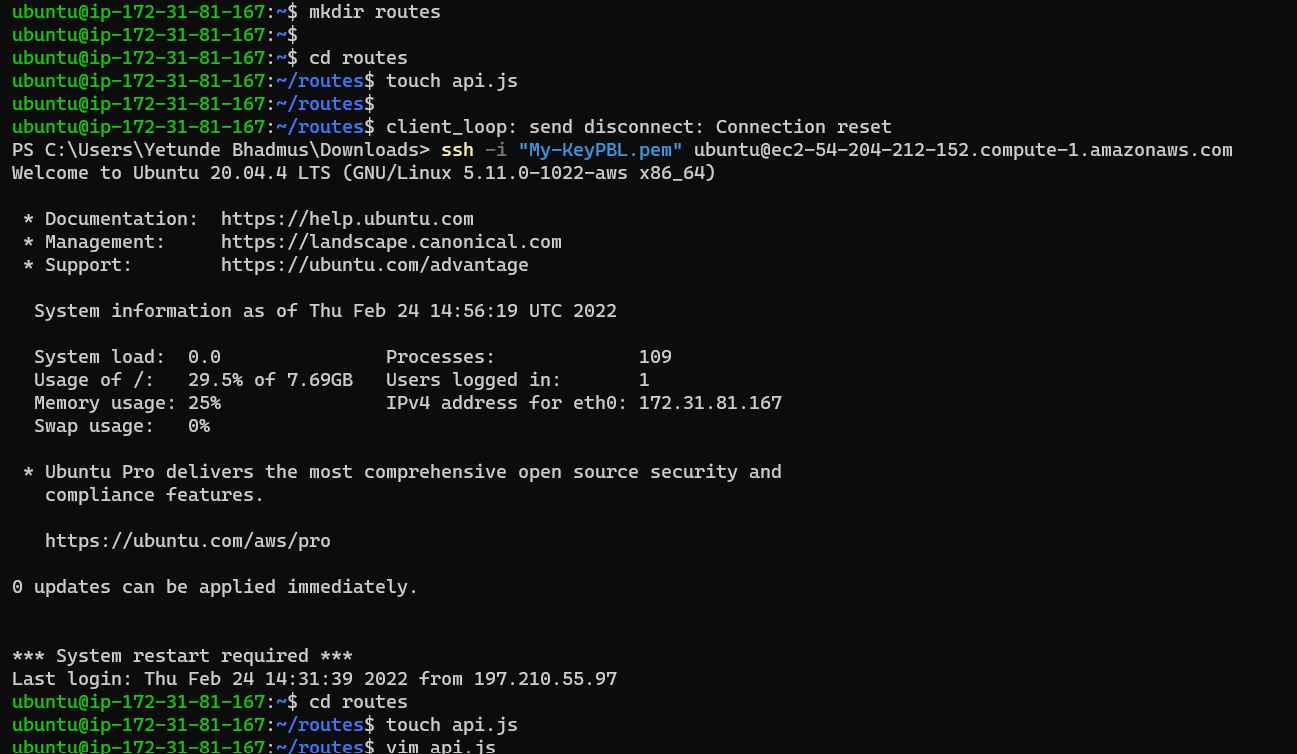 ubuntu@ip-172-31-81-167:~$ mkdir routes
ubuntu@ip-172-31-81-167:~$
ubuntu@ip-172-31-81-167:~$ cd routes
ubuntu@ip-172-31-81-167:~/routes$ touch api.js
ubuntu@ip-172-31-81-167:~/routes$
ubuntu@ip-172-31-81-167:~/routes$ client_loop: send disconnect: Connection reset
PS C:\Users\Yetunde Bhadmus\Downloads> ssh -i "My-KeyPBL.pem" ubuntu@ec2-54-204-212-152.compute-1.amazonaws.com
Welcome to Ubuntu 20.04.4 LTS (GNU/Linux 5.11.0-1022-aws x86_64)
* Documentation:  https://help.ubuntu.com
* Management:     https://landscape.canonical.com
* Support:        https://ubuntu.com/advantage
System information as of Thu Feb 24 14:56:19 UTC 2022
System load:  0.0               Processes:             109
Usage of /:   29.5% of 7.69GB   Users logged in:       1
Memory usage: 25%               IPv4 address for eth0: 172.31.81.167
Swap usage:   0%
* Ubuntu Pro delivers the most comprehensive open source security and
compliance features.
https://ubuntu.com/aws/pro
0 updates can be applied immediately.
*** System restart required ***
Last login: Thu Feb 24 14:31:39 2022 from 197.210.55.97
ubuntu@ip-172-31-81-167:~$ cd routes
ubuntu@ip-172-31-81-167:~/routes$ touch api.js
ubuntu@ip-172-31-81-167:~/routes$ vim api.js